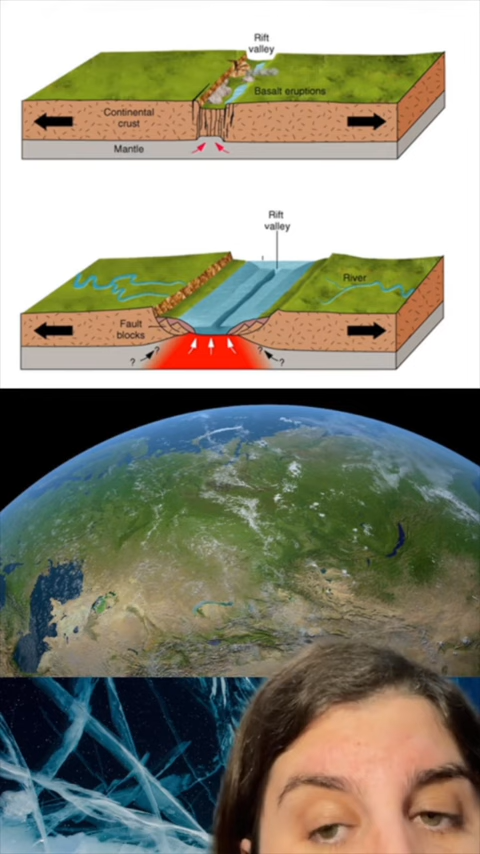 Rift
valley
Basalt eruptions
Continental
crust
Mantle
Rift
valley
River
Fault
blocks
?
?
?
?